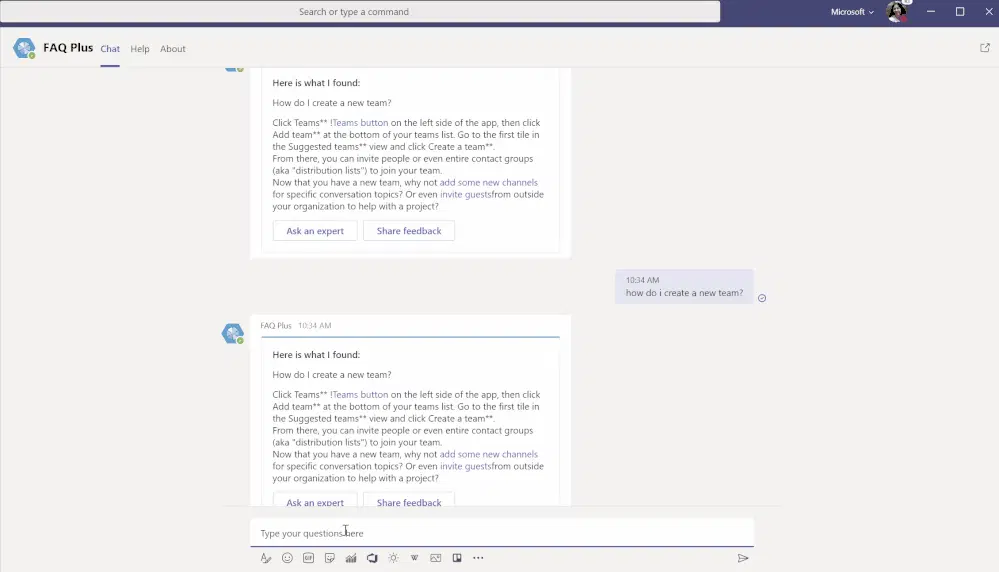 Search or type a command
Microsoft
FAQ Plus Chat Help About
Here is what I found:
How do I create a new team?
Click Teams** !Teams button on the left side of the app, then click
Add team** at the bottom of your teams list. Go to the first tile in
the Suggested teams** view and click Create a team**.
From there, you can invite people or even entire contact groups
(aka "distribution lists") to join your team.
Now that you have a new team, why not add some new channels
for specific conversation topics? Or even invite guestsfrom outside
your organization to help with a project?
Ask an expert Share feedback
10:34 AM
how do i create a new team?
FAQ Plus 10:34 AM
Here is what I found:
How do I create a new team?
Click Teams** !Teams button on the left side of the app, then click
Add team** at the bottom of your teams list. Go to the first tile in
the Suggested teams** view and click Create a team**.
From there, you can invite people or even entire contact groups
(aka "distribution lists") to join your team.
Now that you have a new team, why not add some new channels
for specific conversation topics? Or even invite guestsfrom outside
your organization to help with a project?
Ask an expert Share feedback
Type your questions here
GIF
W